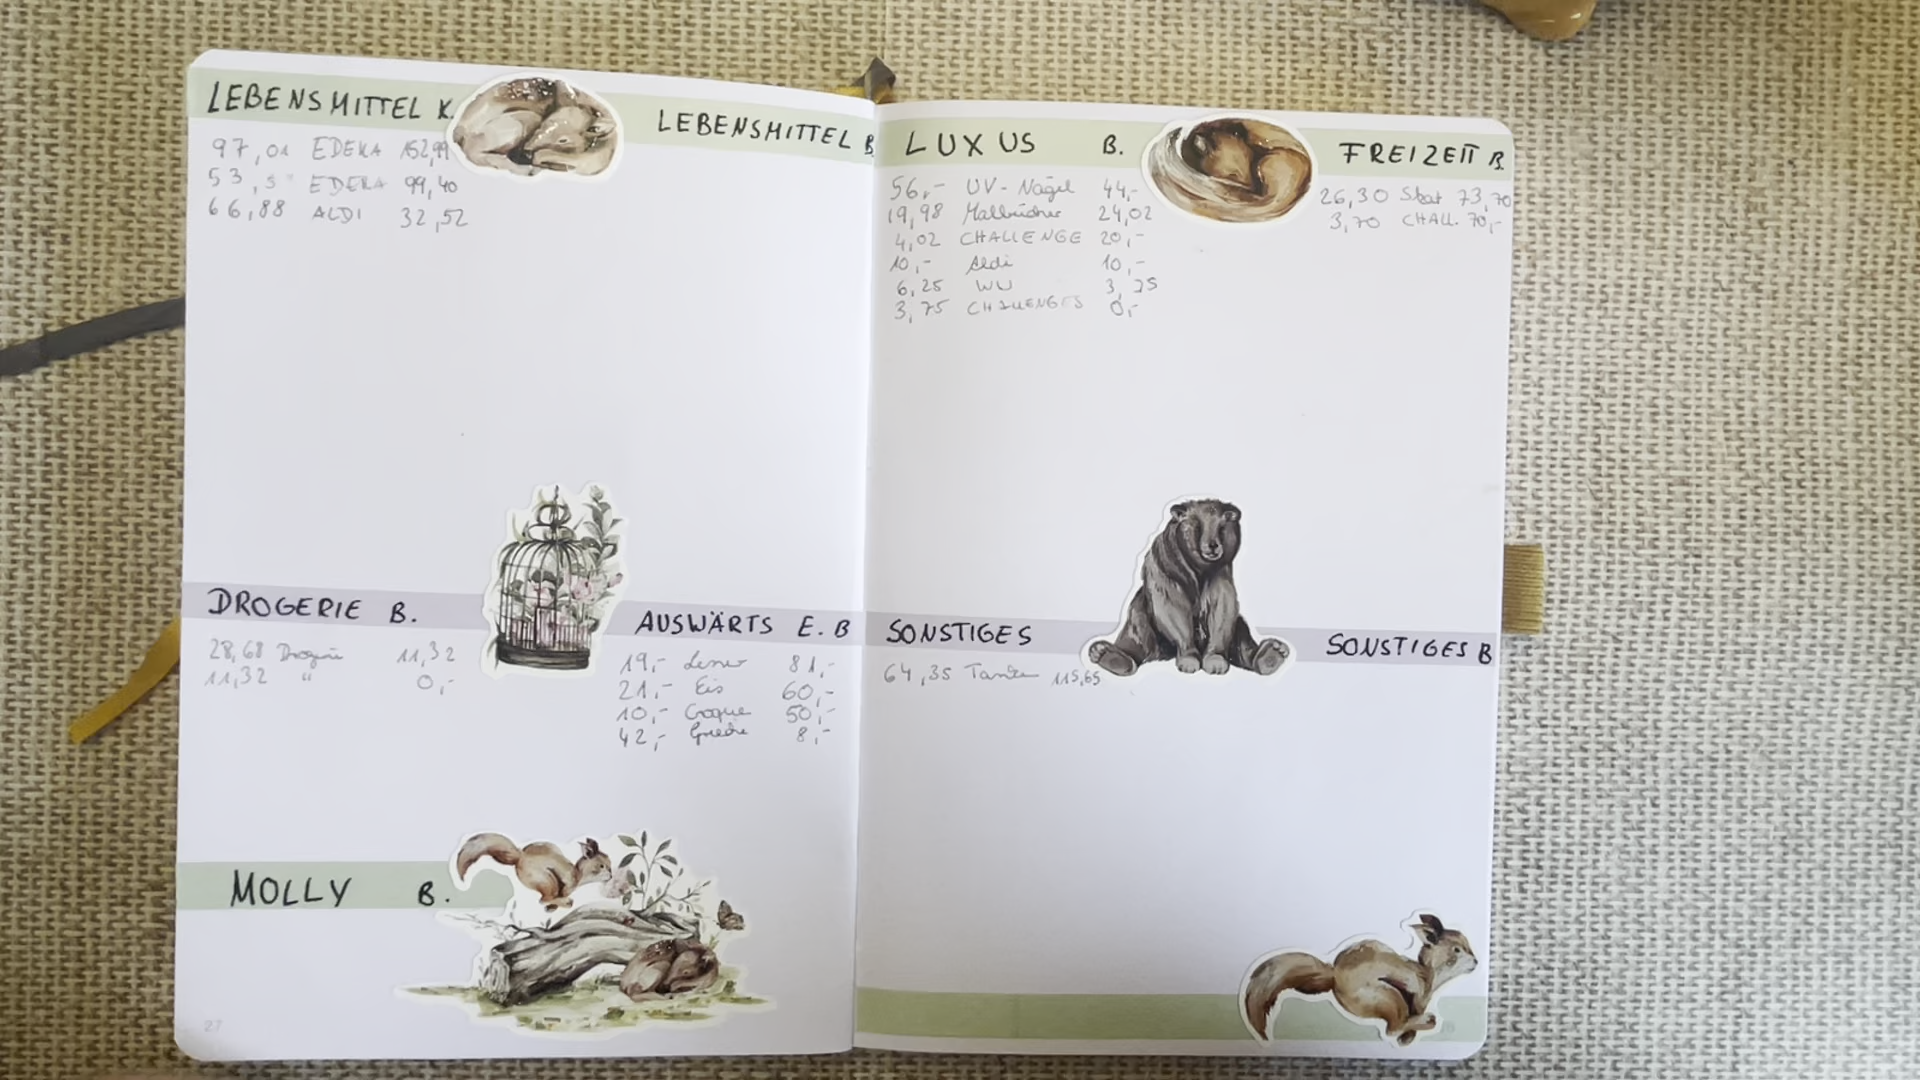 LEBENSMITTEL K.
97,01 EDEKA 152,99
53,5 EDEKA 99,40
66,88 ALDI 32,52
LEBENSMITTEL B.
DROGERIE B.
28,68 Drogerie 11,32
11,32 " 0,-
AUSWÄRTS E. B
19,- 81,-
21,- Eis 60,-
10,- Croque 50,-
42,- 8,-
MOLLY B.
27
LUXUS B.
56,- UV-Nägel 44,-
19,98 Malbücher 24,02
4,02 CHALLENGE 20,-
10,- Aldi 10,-
6,25 WU 3,75
3,75 CHALLENGES 0,-
FREIZEIT B.
26,30 73,70
3,70 CHALL. 70,-
SONSTIGES
64,35 Tanken 115,65
SONSTIGES B